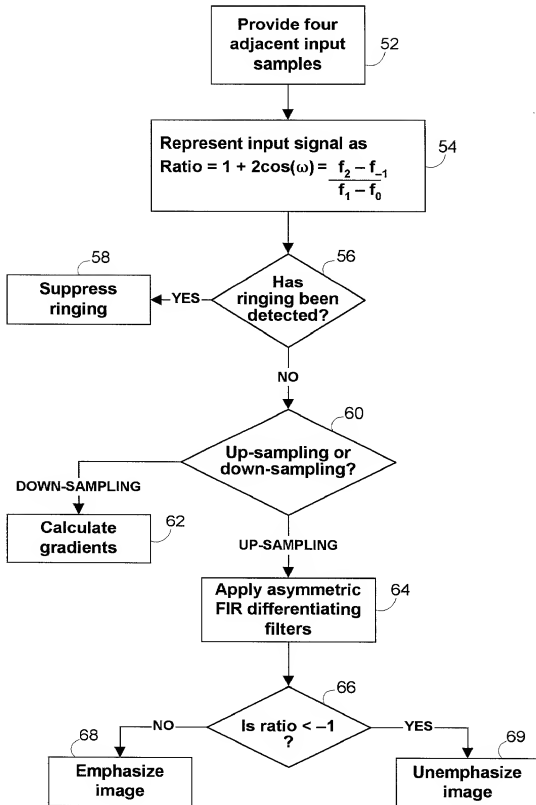 Provide four
adjacent input
samples
52
Represent input signal as
Ratio = 1 + 2cos(ω) = f₂ – f₋₁
f₁ – f₀
54
56
58
Suppress
ringing
YES
Has
ringing been
detected?
NO
60
Up-sampling or
down-sampling?
DOWN-SAMPLING
Calculate
gradients
62
UP-SAMPLING
Apply asymmetric
FIR differentiating
filters
64
66
Is ratio < –1
?
NO
YES
68
Emphasize
image
69
Unemphasize
image